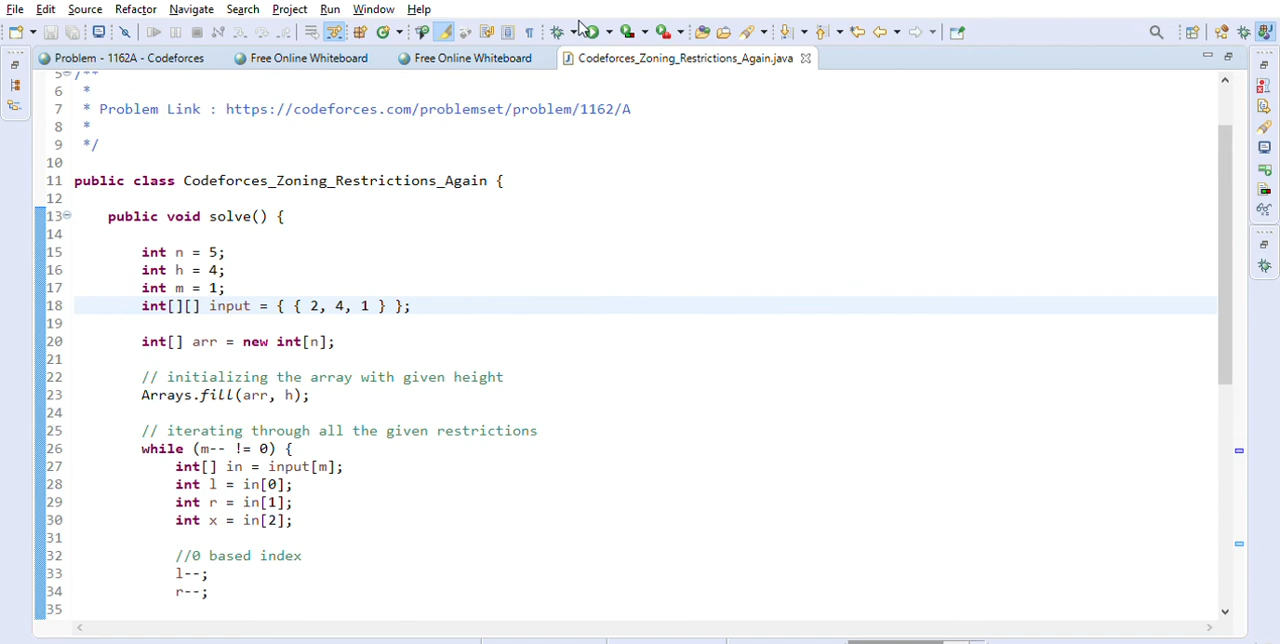 File Edit Source Refactor Navigate Search Project Run Window Help
Problem - 1162A - Codeforces Free Online Whiteboard Free Online Whiteboard Codeforces_Zoning_Restrictions_Again.java
5 /**
6 *
7 * Problem Link : https://codeforces.com/problemset/problem/1162/A
8 *
9 */
10
11 public class Codeforces_Zoning_Restrictions_Again {
12
13 public void solve() {
14
15 int n = 5;
16 int h = 4;
17 int m = 1;
18 int[][] input = { { 2, 4, 1 } };
19
20 int[] arr = new int[n];
21
22 // initializing the array with given height
23 Arrays.fill(arr, h);
24
25 // iterating through all the given restrictions
26 while (m-- != 0) {
27 int[] in = input[m];
28 int l = in[0];
29 int r = in[1];
30 int x = in[2];
31
32 //0 based index
33 l--;
34 r--;
35